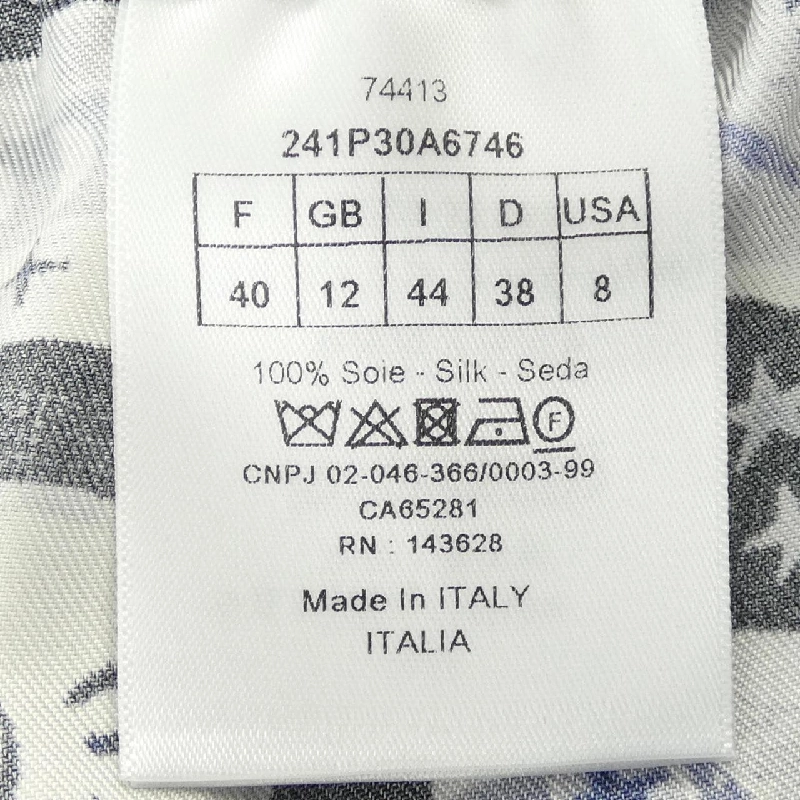 74413
241P30A6746
F GB I D USA
40 12 44 38 8
100% Soie - Silk - Seda
F
CNPJ 02-046-366/0003-99
CA65281
RN : 143628
Made In ITALY
ITALIA